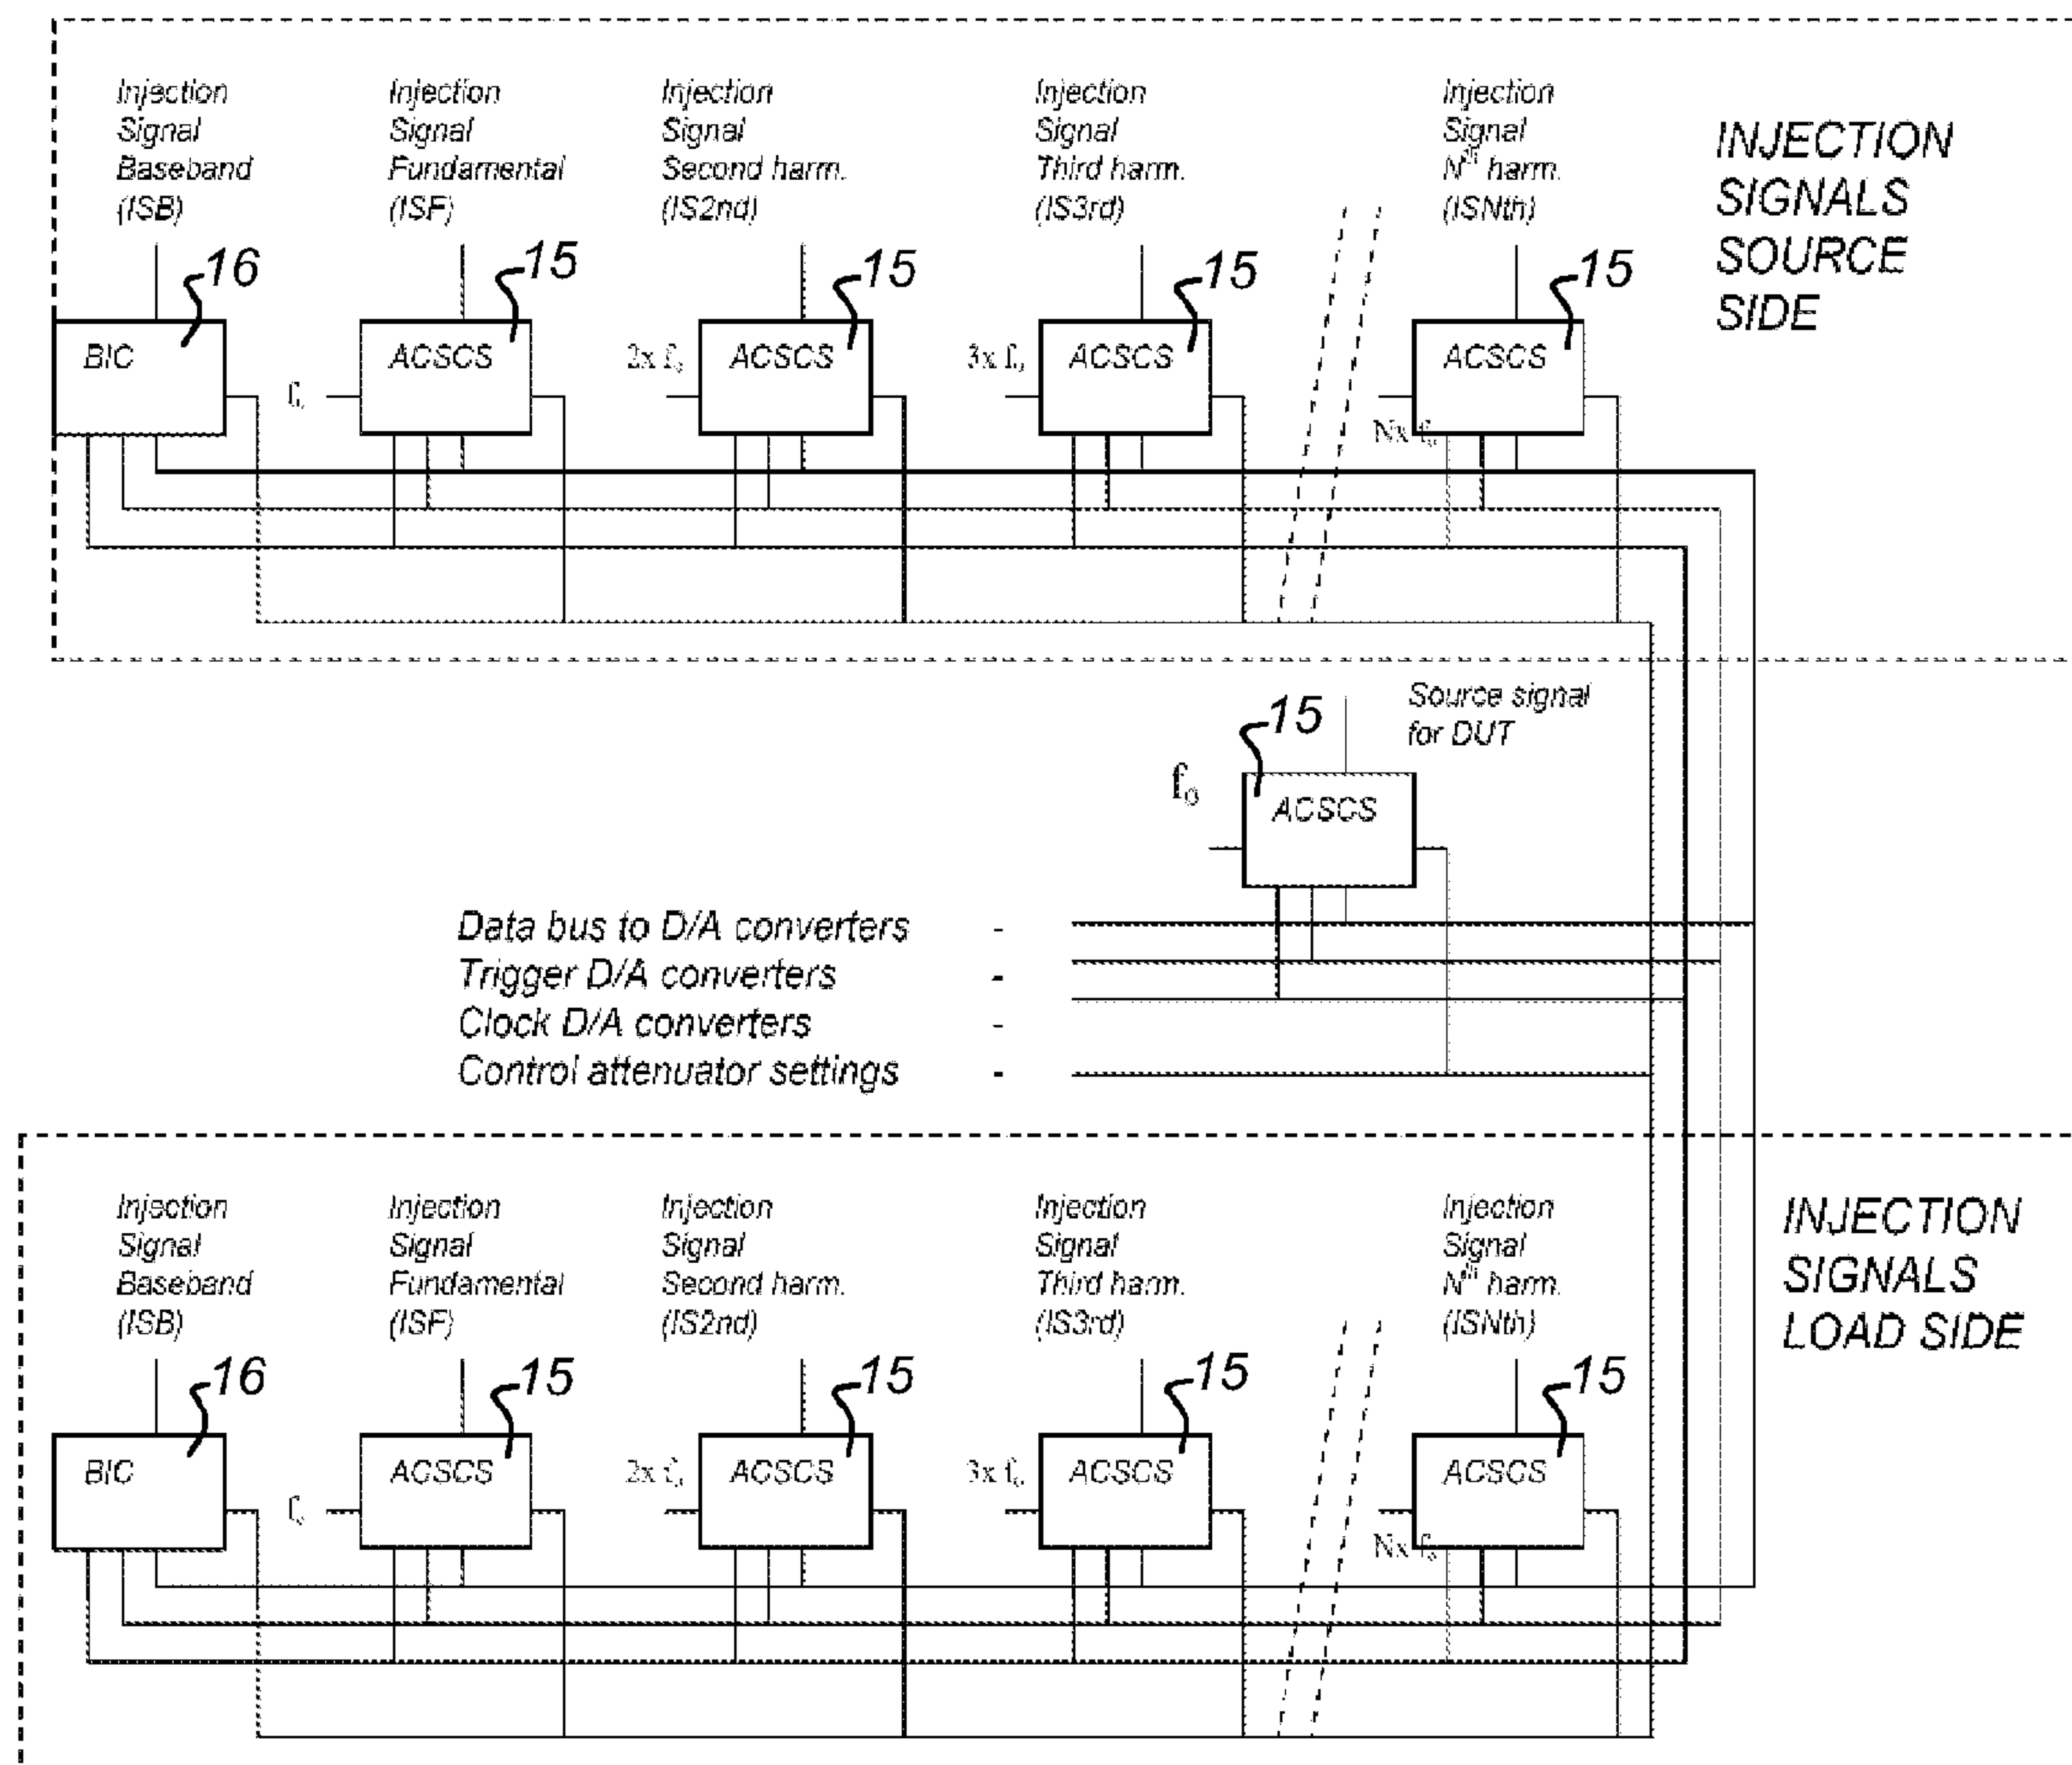 Injection
Signal
Baseband
(ISB)
Injection
Signal
Fundamental
(ISF)
Injection
Signal
Second harm.
(IS2nd)
Injection
Signal
Third harm.
(IS3rd)
Injection
Signal
Nth harm.
(ISNth)
INJECTION
SIGNALS
SOURCE
SIDE
16
15
15
15
15
BIC
f₀
ACSCS
2x f₀
ACSCS
3x f₀
ACSCS
Nx f₀
ACSCS
Source signal
for DUT
15
f₀
ACSCS
Data bus to D/A converters -
Trigger D/A converters -
Clock D/A converters -
Control attenuator settings -
Injection
Signal
Baseband
(ISB)
Injection
Signal
Fundamental
(ISF)
Injection
Signal
Second harm.
(IS2nd)
Injection
Signal
Third harm.
(IS3rd)
Injection
Signal
Nth harm.
(ISNth)
INJECTION
SIGNALS
LOAD SIDE
16
15
15
15
15
BIC
f₀
ACSCS
2x f₀
ACSCS
3x f₀
ACSCS
Nx f₀
ACSCS